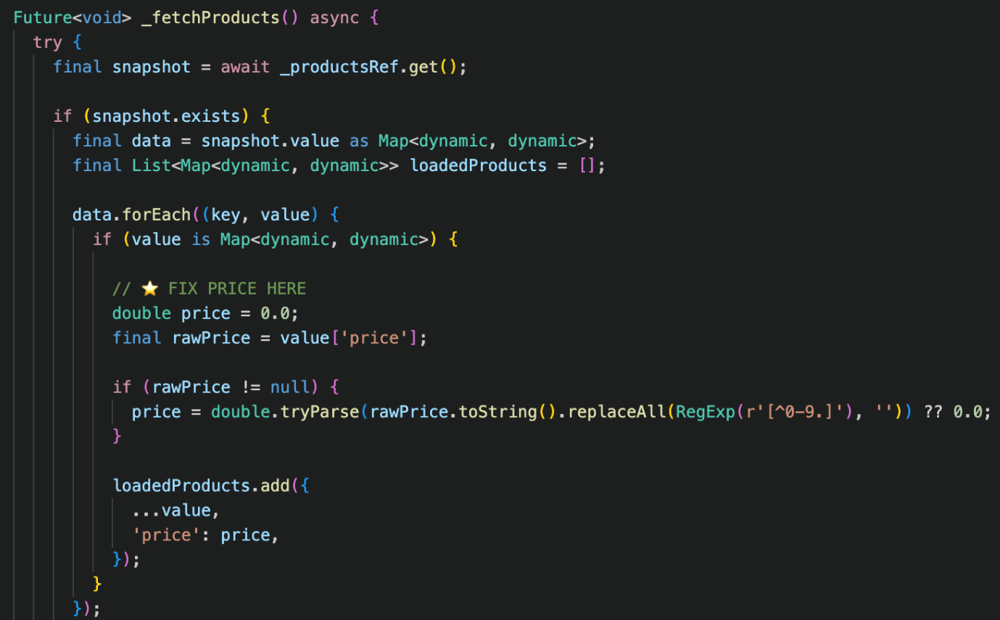 Future<void> _fetchProducts() async {
  try {
    final snapshot = await _productsRef.get();

    if (snapshot.exists) {
      final data = snapshot.value as Map<dynamic, dynamic>;
      final List<Map<dynamic, dynamic>> loadedProducts = [];

      data.forEach((key, value) {
        if (value is Map<dynamic, dynamic>) {

          // ⭐ FIX PRICE HERE
          double price = 0.0;
          final rawPrice = value['price'];

          if (rawPrice != null) {
            price = double.tryParse(rawPrice.toString().replaceAll(RegExp(r'[^0-9.]'), '')) ?? 0.0;
          }

          loadedProducts.add({
            ...value,
            'price': price,
          });
        }
      });